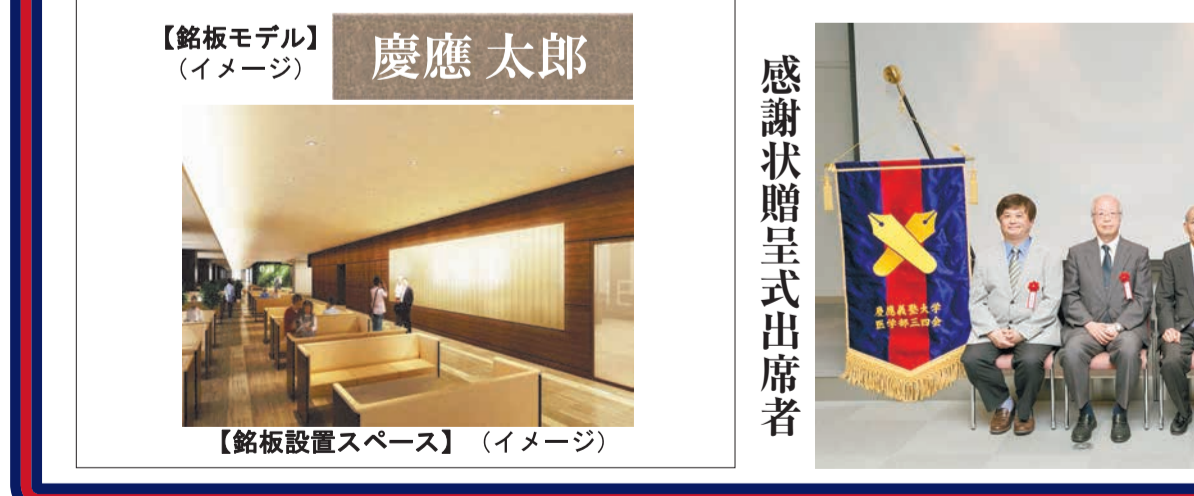 【銘板モデル】
（イメージ）
慶應 太郎
【銘板設置スペース】（イメージ）
感謝状贈呈式出席者
慶應義塾大学
医学部三四会